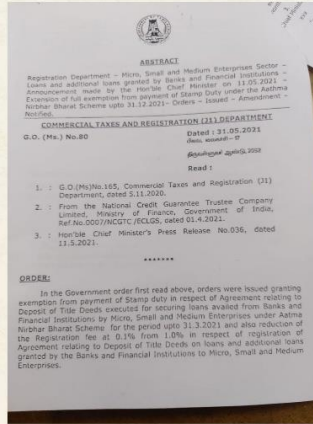 ABSTRACT
Registration Department – Micro, Small and Medium Enterprises Sector –
Loans and additional loans granted by Banks and Financial Institutions –
Announcement made by the Hon'ble Chief Minister on 11.05.2021 –
Extension of full exemption from payment of Stamp Duty under the Aathma
Nirbhar Bharat Scheme upto 31.12.2021– Orders – Issued – Amendment –
Notified.
COMMERCIAL TAXES AND REGISTRATION (J1) DEPARTMENT
G.O. (Ms.) No.80
Dated : 31.05.2021
Read :
1. : G.O.(Ms)No.165, Commercial Taxes and Registration (J1)
Department, dated 5.11.2020.
2. : From the National Credit Guarantee Trustee Company
Limited, Ministry of Finance, Government of India,
Ref.No.0007/NCGTC /ECLGS, dated 01.4.2021.
3. : Hon'ble Chief Minister's Press Release No.036, dated
11.5.2021.
*******
ORDER:
In the Government order first read above, orders were issued granting
exemption from payment of Stamp duty in respect of Agreement relating to
Deposit of Title Deeds executed for securing loans availed from Banks and
Financial Institutions by Micro, Small and Medium Enterprises under Aatma
Nirbhar Bharat Scheme for the period upto 31.3.2021 and also reduction of
the Registration fee at 0.1% from 1.0% in respect of registration of
Agreement relating to Deposit of Title Deeds on loans and additional loans
granted by the Banks and Financial Institutions to Micro, Small and Medium
Enterprises.